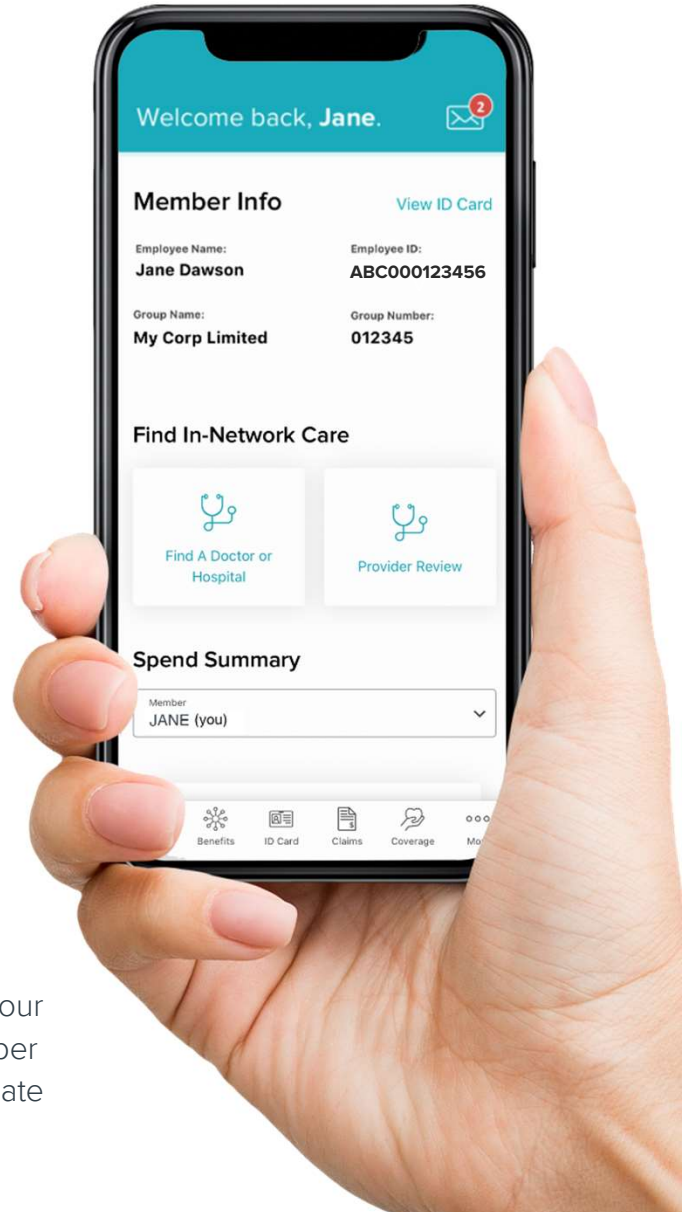 Welcome back, Jane.
2
Member Info
View ID Card
Employee Name:
Employee ID:
Jane Dawson
ABC000123456
Group Name:
Group Number:
My Corp Limited
012345
Find In-Network Care
Find A Doctor or
Hospital
Provider Review
Spend Summary
Member
JANE (you)
Benefits
ID Card
Claims
Coverage
our
ate